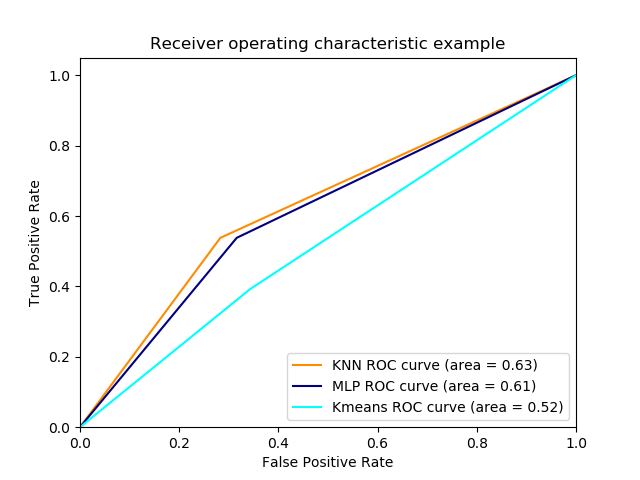 Receiver operating characteristic example
1.0
0.8
0.6
0.4
0.2
0.0
True Positive Rate
KNN ROC curve (area = 0.63)
MLP ROC curve (area = 0.61)
Kmeans ROC curve (area = 0.52)
0.0 0.2 0.4 0.6 0.8 1.0
False Positive Rate